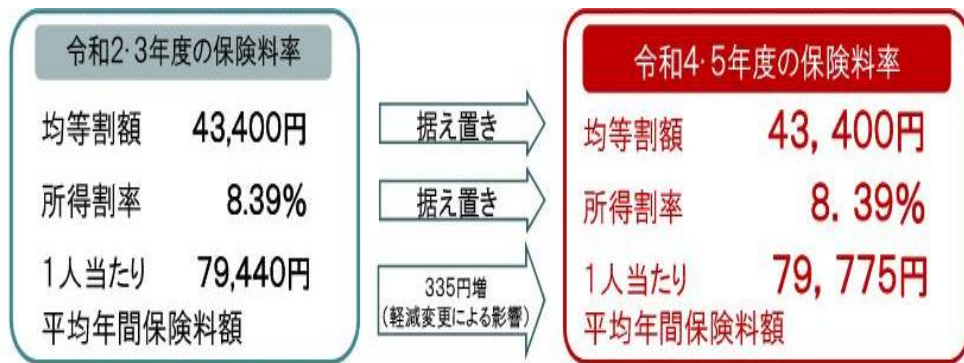 令和2・3年度の保険料率
均等割額 43,400円
所得割率 8.39%
1人当たり 79,440円
平均年間保険料額
据え置き
据え置き
335円増
(軽減変更による影響)
令和4・5年度の保険料率
均等割額 43,400円
所得割率 8.39%
1人当たり 79,775円
平均年間保険料額